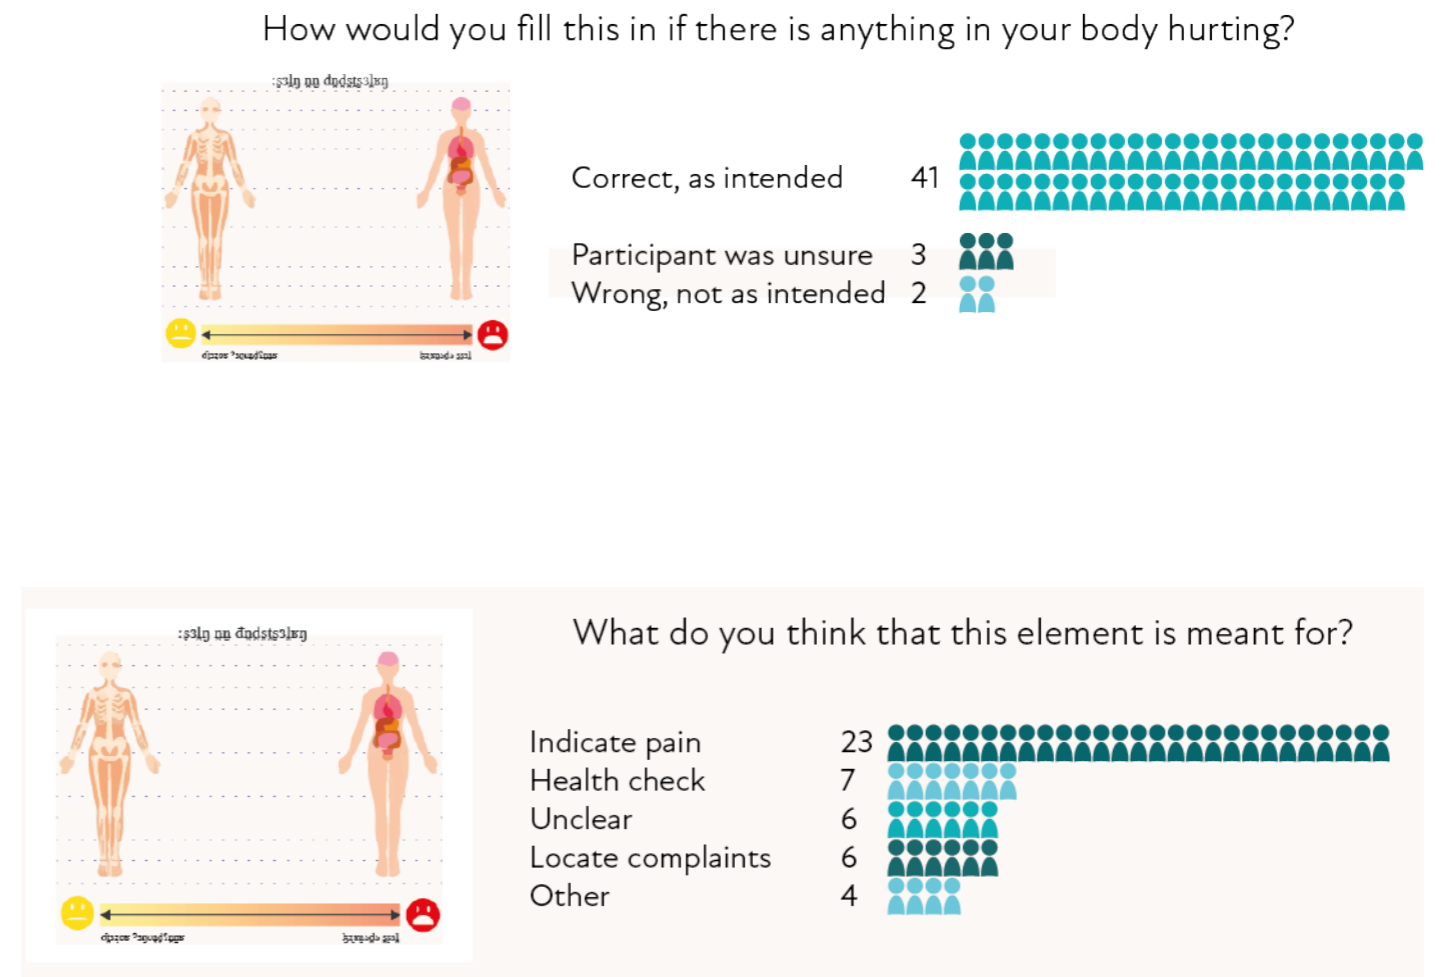 How would you fill this in if there is anything in your body hurting?
Correct, as intended 41
Participant was unsure 3
Wrong, not as intended 2
What do you think that this element is meant for?
Indicate pain 23
Health check 7
Unclear 6
Locate complaints 6
Other 4